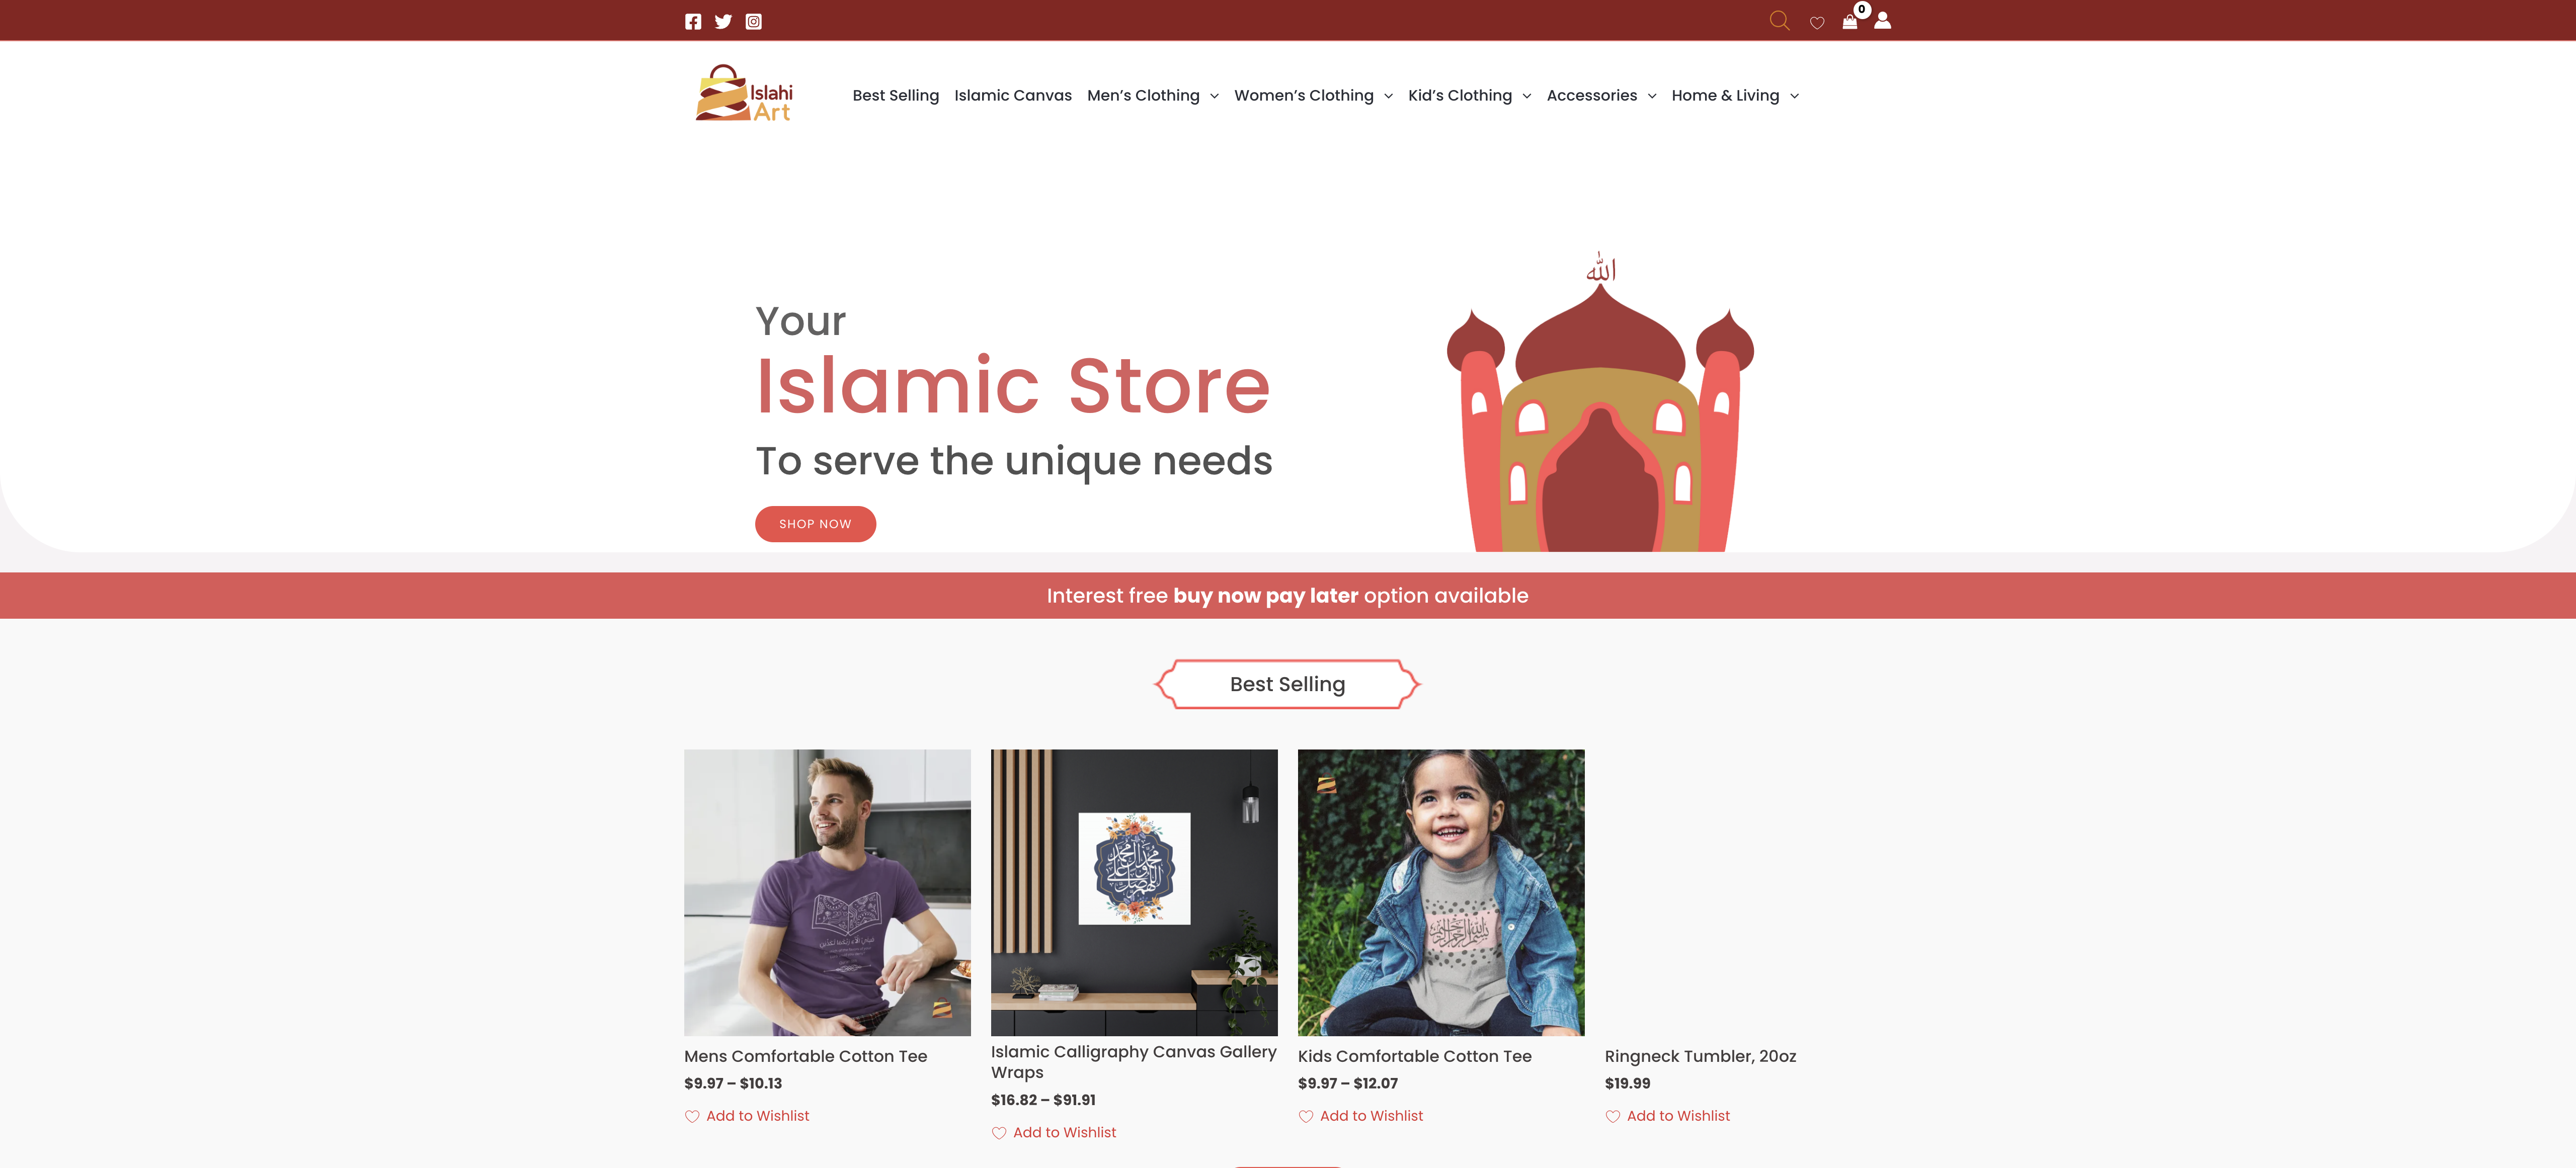 0
Islahi
Art
Best Selling Islamic Canvas Men’s Clothing Women’s Clothing Kid’s Clothing Accessories Home & Living
الله
Your
Islamic Store
To serve the unique needs
SHOP NOW
Interest free buy now pay later option available
Best Selling
بسم الله الرحمن الرحيم
Mens Comfortable Cotton Tee
$9.97 – $10.13
Add to Wishlist
Islamic Calligraphy Canvas Gallery
Wraps
$16.82 – $91.91
Add to Wishlist
Kids Comfortable Cotton Tee
$9.97 – $12.07
Add to Wishlist
Ringneck Tumbler, 20oz
$19.99
Add to Wishlist